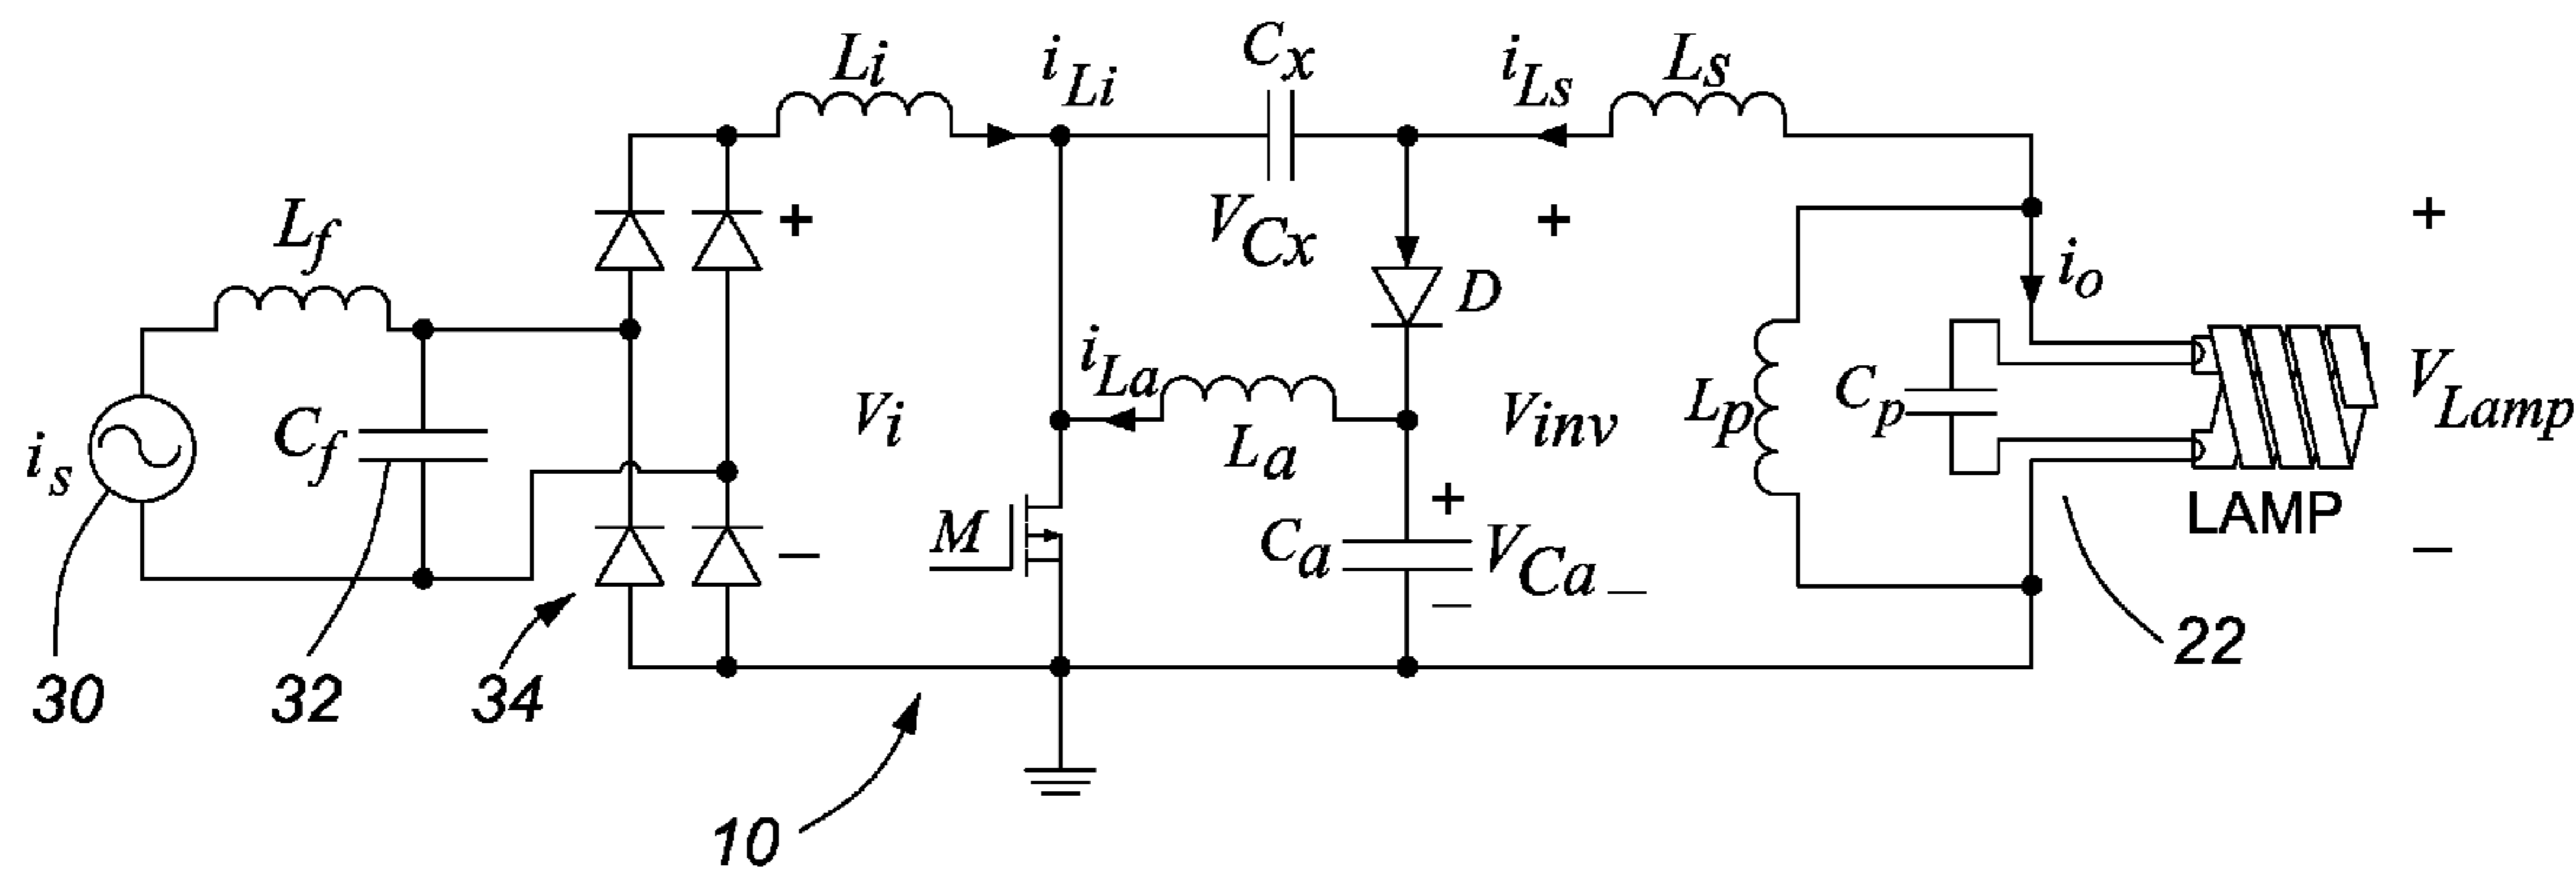 Li
iLi
Cx
iLs
Ls
+
VCx
+
+
Lf
D
io
iLa
Vi
La
Vinv
Lp
Cp
VLamp
is
Cf
M
Ca
+
VCa
–
–
–
LAMP
–
30
32
34
22
10